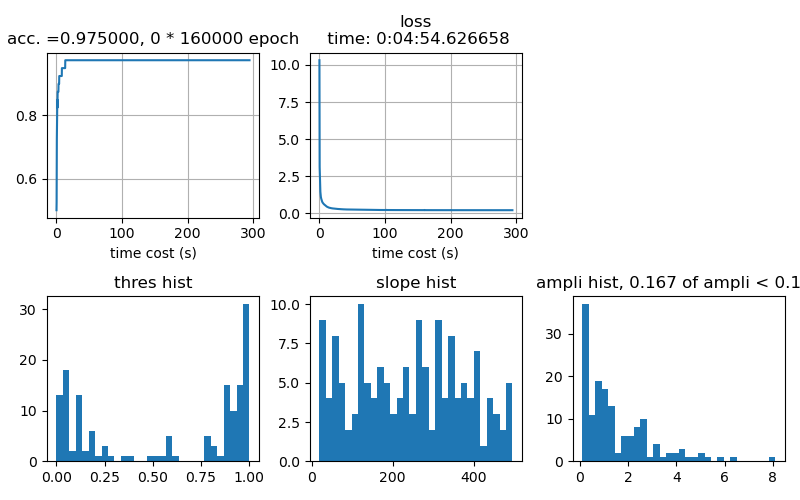 acc. =0.975000, 0 * 160000 epoch
0.8
0.6
0 100 200 300
time cost (s)
loss
time: 0:04:54.626658
10.0
7.5
5.0
2.5
0.0
0 100 200 300
time cost (s)
thres hist
30
20
10
0
0.00 0.25 0.50 0.75 1.00
slope hist
10.0
7.5
5.0
2.5
0.0
0 200 400
ampli hist, 0.167 of ampli < 0.1
30
20
10
0
0 2 4 6 8